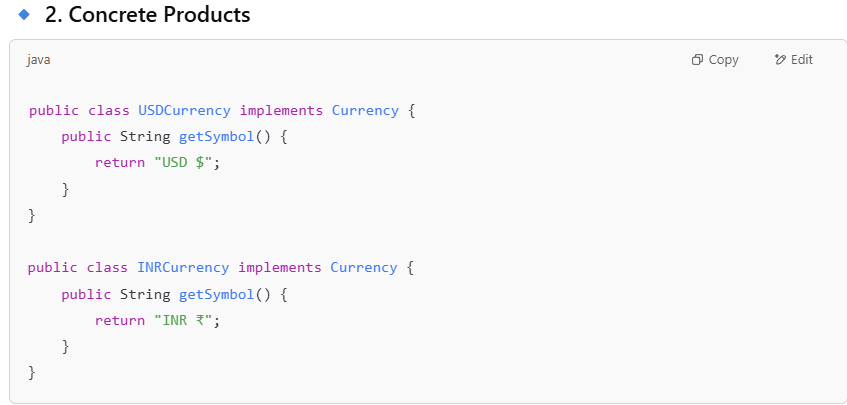 2. Concrete Products
java
Copy
Edit
public class USDCurrency implements Currency {
    public String getSymbol() {
        return "USD $";
    }
}
public class INRCurrency implements Currency {
    public String getSymbol() {
        return "INR ₹";
    }
}